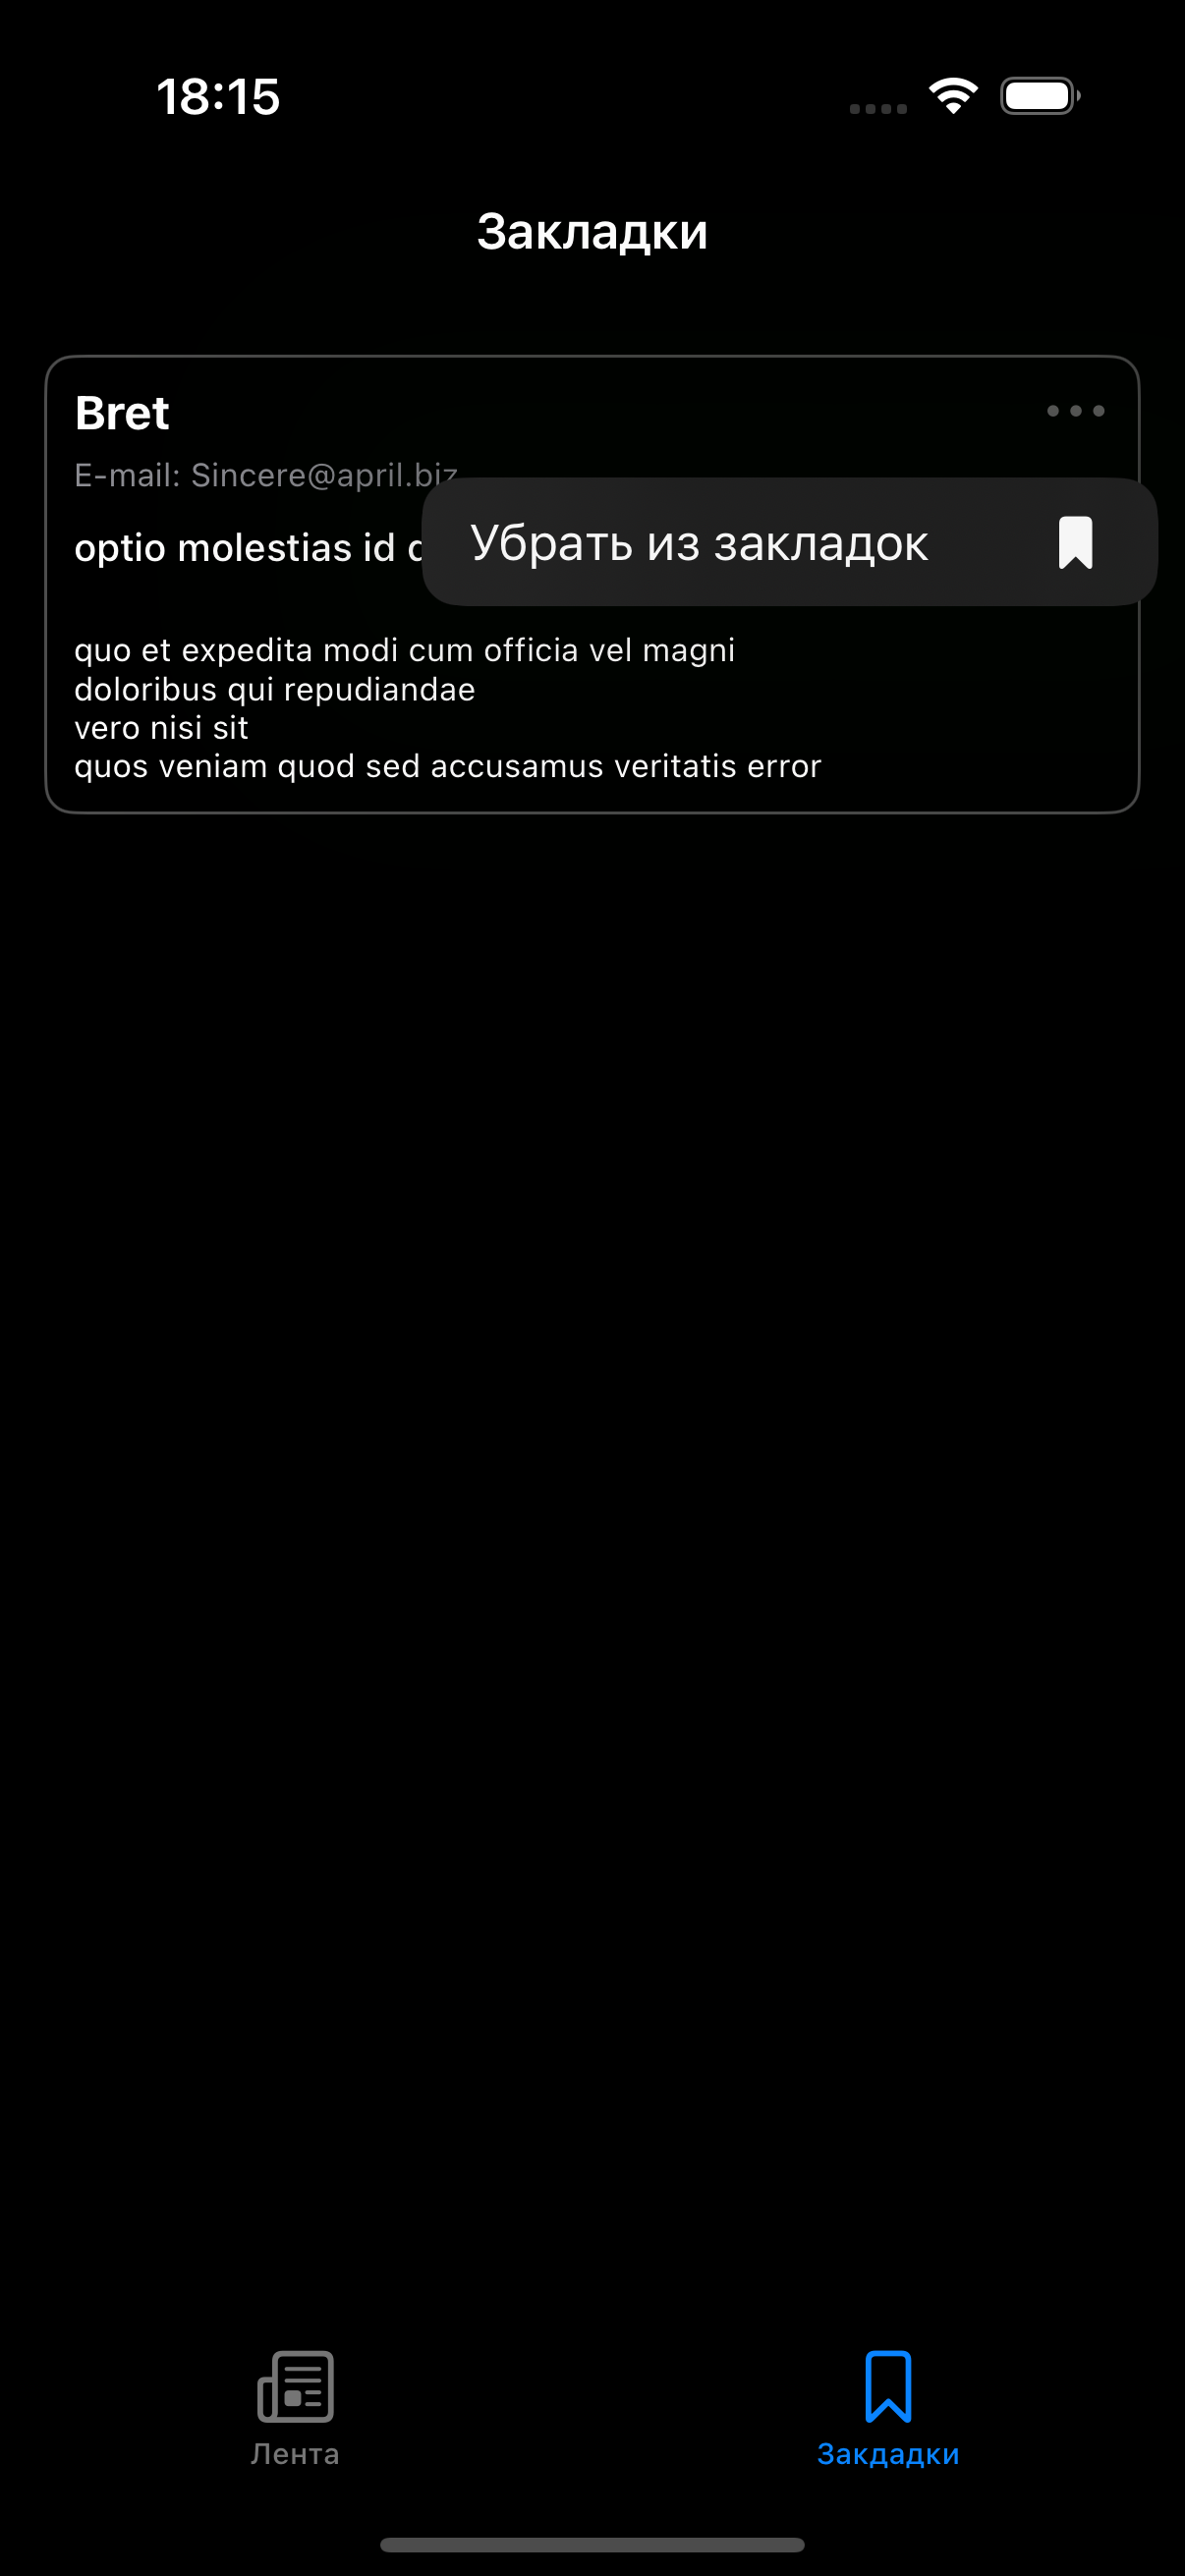 18:15
Закладки
Bret
E-mail: Sincere@april.biz
optio molestias id
Убрать из закладок
quo et expedita modi cum officia vel magni
doloribus qui repudiandae
vero nisi sit
quos veniam quod sed accusamus veritatis error
Лента
Закдадки